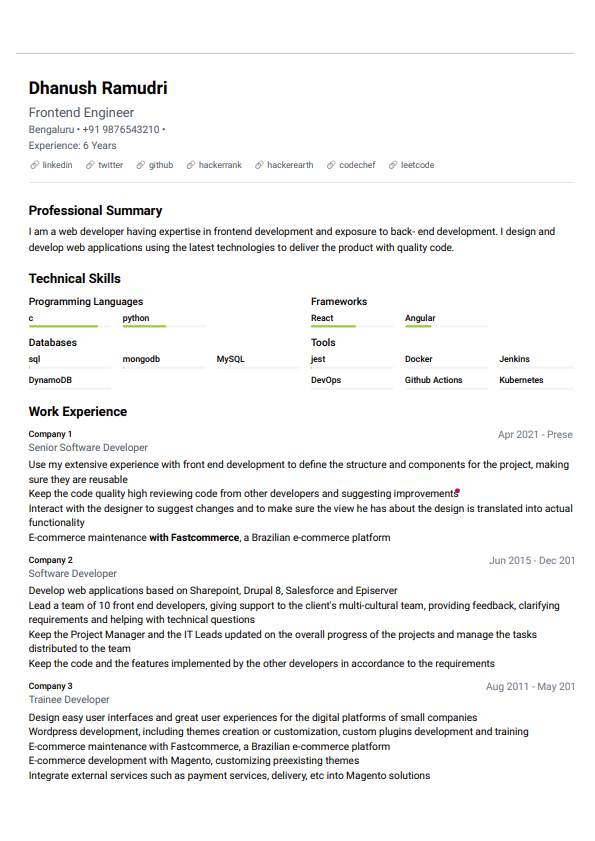 Dhanush Ramudri
Frontend Engineer
Bengaluru • +91 9876543210 •
Experience: 6 Years
linkedin twitter github hackerrank hackerearth codechef leetcode
Professional Summary
I am a web developer having expertise in frontend development and exposure to back- end development. I design and
develop web applications using the latest technologies to deliver the product with quality code.
Technical Skills
Programming Languages
c python
Frameworks
React Angular
Databases
sql mongodb MySQL
DynamoDB
Tools
jest Docker Jenkins
DevOps Github Actions Kubernetes
Work Experience
Company 1 Apr 2021 - Prese
Senior Software Developer
Use my extensive experience with front end development to define the structure and components for the project, making
sure they are reusable
Keep the code quality high reviewing code from other developers and suggesting improvements
Interact with the designer to suggest changes and to make sure the view he has about the design is translated into actual
functionality
E-commerce maintenance with Fastcommerce, a Brazilian e-commerce platform
Company 2 Jun 2015 - Dec 201
Software Developer
Develop web applications based on Sharepoint, Drupal 8, Salesforce and Episerver
Lead a team of 10 front end developers, giving support to the client's multi-cultural team, providing feedback, clarifying
requirements and helping with technical questions
Keep the Project Manager and the IT Leads updated on the overall progress of the projects and manage the tasks
distributed to the team
Keep the code and the features implemented by the other developers in accordance to the requirements
Company 3 Aug 2011 - May 201
Trainee Developer
Design easy user interfaces and great user experiences for the digital platforms of small companies
Wordpress development, including themes creation or customization, custom plugins development and training
E-commerce maintenance with Fastcommerce, a Brazilian e-commerce platform
E-commerce development with Magento, customizing preexisting themes
Integrate external services such as payment services, delivery, etc into Magento solutions